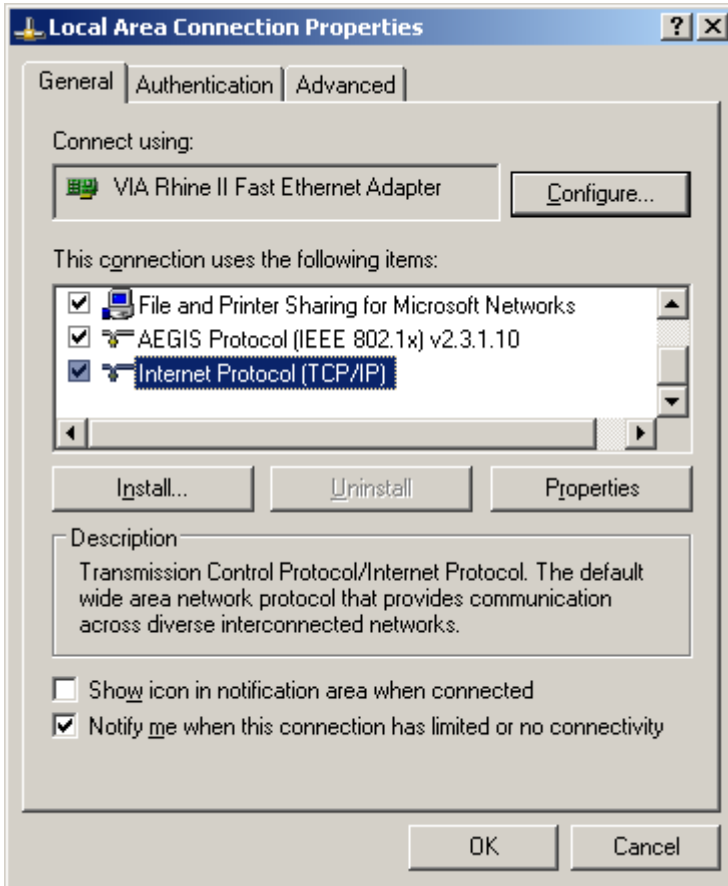 Local Area Connection Properties
General Authentication Advanced
Connect using:
VIA Rhine II Fast Ethernet Adapter Configure...
This connection uses the following items:
File and Printer Sharing for Microsoft Networks
AEGIS Protocol (IEEE 802.1x) v2.3.1.10
Internet Protocol (TCP/IP)
Install... Uninstall Properties
Description
Transmission Control Protocol/Internet Protocol. The default
wide area network protocol that provides communication
across diverse interconnected networks.
Show icon in notification area when connected
Notify me when this connection has limited or no connectivity
OK Cancel